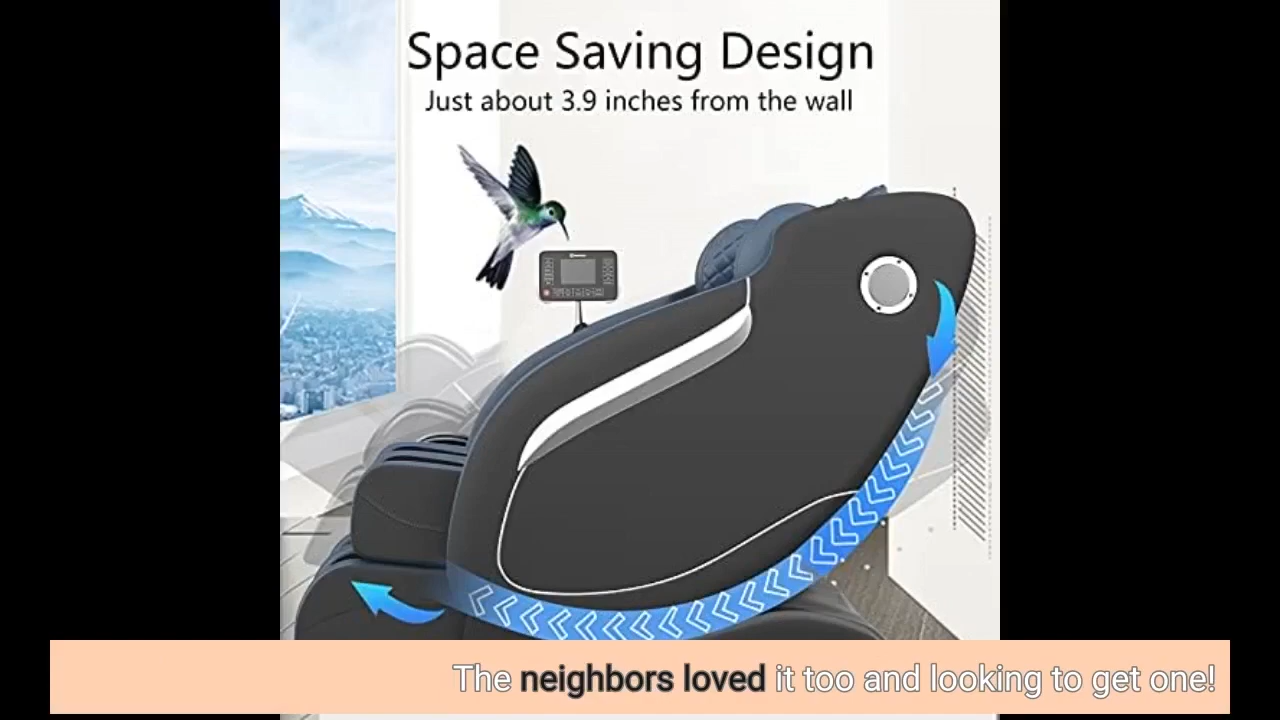 Space Saving Design
Just about 3.9 inches from the wall
The neighbors loved it too and looking to get one!